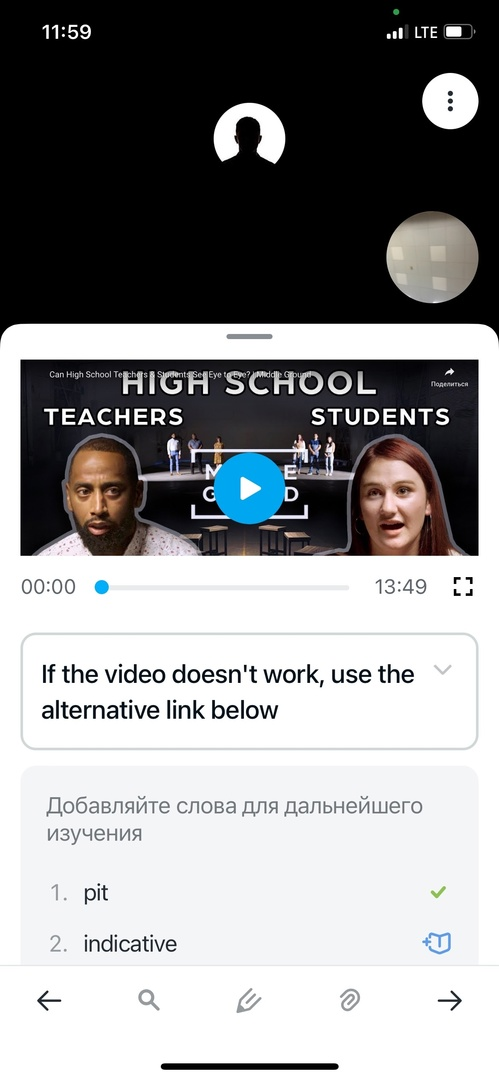 11:59
LTE
Can High School Teachers & Students See Eye to Eye? | Middle Ground
Поделиться
HIGH SCHOOL
TEACHERS
STUDENTS
00:00
13:49
If the video doesn't work, use the
alternative link below
Добавляйте слова для дальнейшего
изучения
1. pit
2. indicative